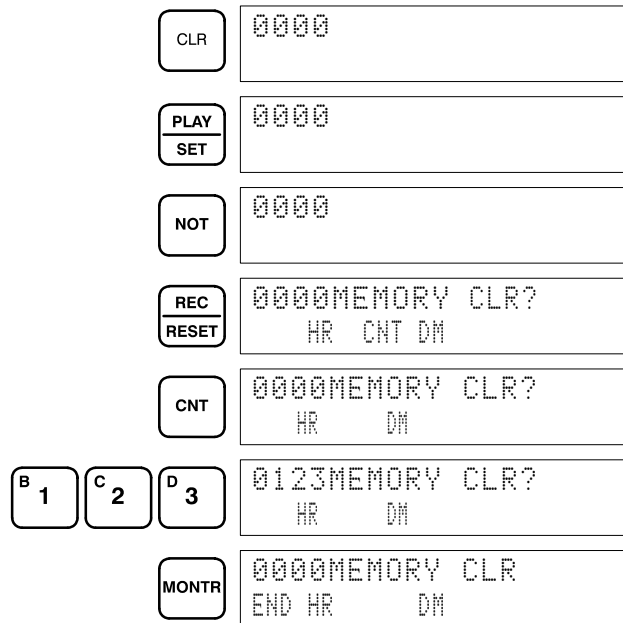 CLR
0000
PLAY
SET
0000
NOT
0000
REC
RESET
0000MEMORY CLR?
HR CNT DM
CNT
0000MEMORY CLR?
HR DM
B 1 C 2 D 3
0123MEMORY CLR?
HR DM
MONTR
0000MEMORY CLR
END HR DM